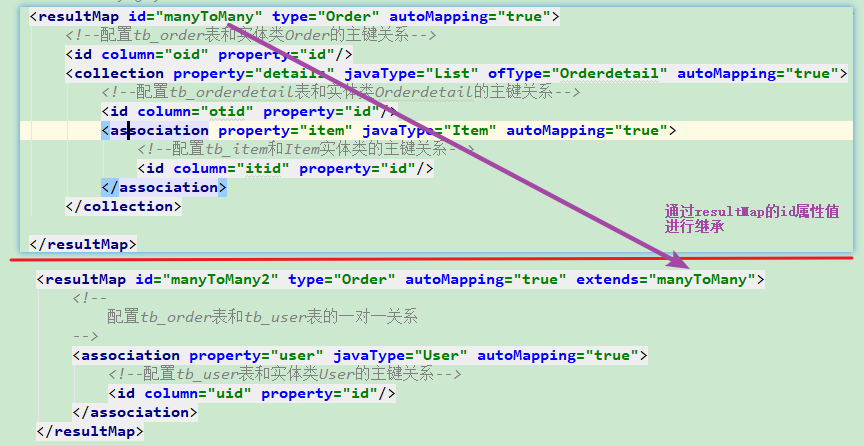 <resultMap id="manyToMany" type="Order" autoMapping="true">
<!--配置tb_order表和实体类Order的主键关系-->
<id column="oid" property="id"/>
<collection property="details" javaType="List" ofType="Orderdetail" autoMapping="true">
<!--配置tb_orderdetail表和实体类Orderdetail的主键关系-->
<id column="otid" property="id"/>
<association property="item" javaType="Item" autoMapping="true">
<!--配置tb_item和Item实体类的主键关系-->
<id column="itid" property="id"/>
</association>
</collection>
通过resultMap的id属性值
进行继承
</resultMap>
<resultMap id="manyToMany2" type="Order" autoMapping="true" extends="manyToMany">
<!--
配置tb_order表和tb_user表的一对一关系
-->
<association property="user" javaType="User" autoMapping="true">
<!--配置tb_user表和实体类User的主键关系-->
<id column="uid" property="id"/>
</association>
</resultMap>